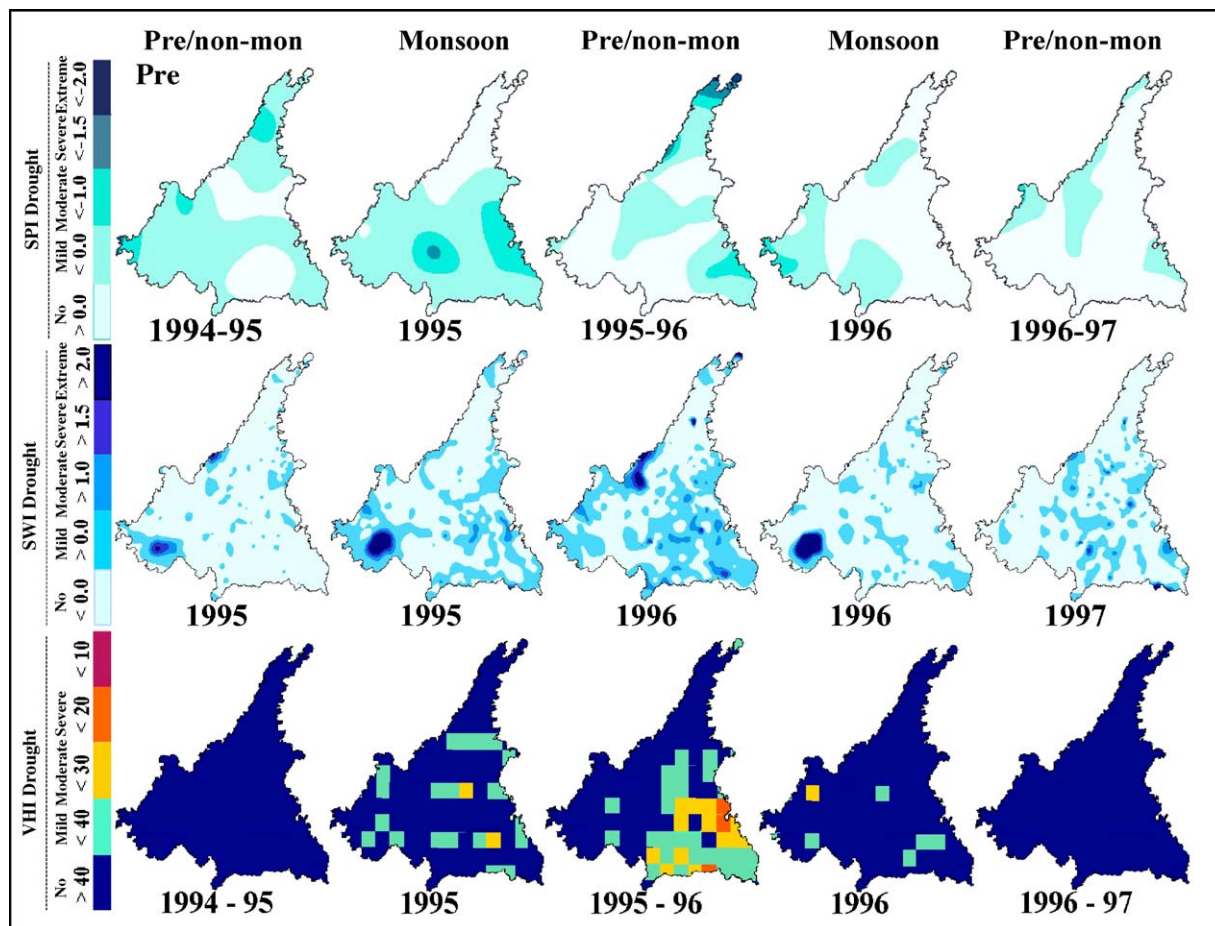 Pre/non-mon Monsoon Pre/non-mon Monsoon Pre/non-mon
Pre
SPI Drought
No Mild Moderate Severe Extreme
> 0.0 < 0.0 <-1.0 <-1.5 <-2.0
1994-95 1995 1995-96 1996 1996-97
SWI Drought
No Mild Moderate Severe Extreme
< 0.0 > 0.0 > 1.0 > 1.5 > 2.0
1995 1995 1996 1996 1997
VHI Drought
No Mild Moderate Severe
> 40 < 40 < 30 < 20 < 10
1994 - 95 1995 1995 - 96 1996 1996 - 97